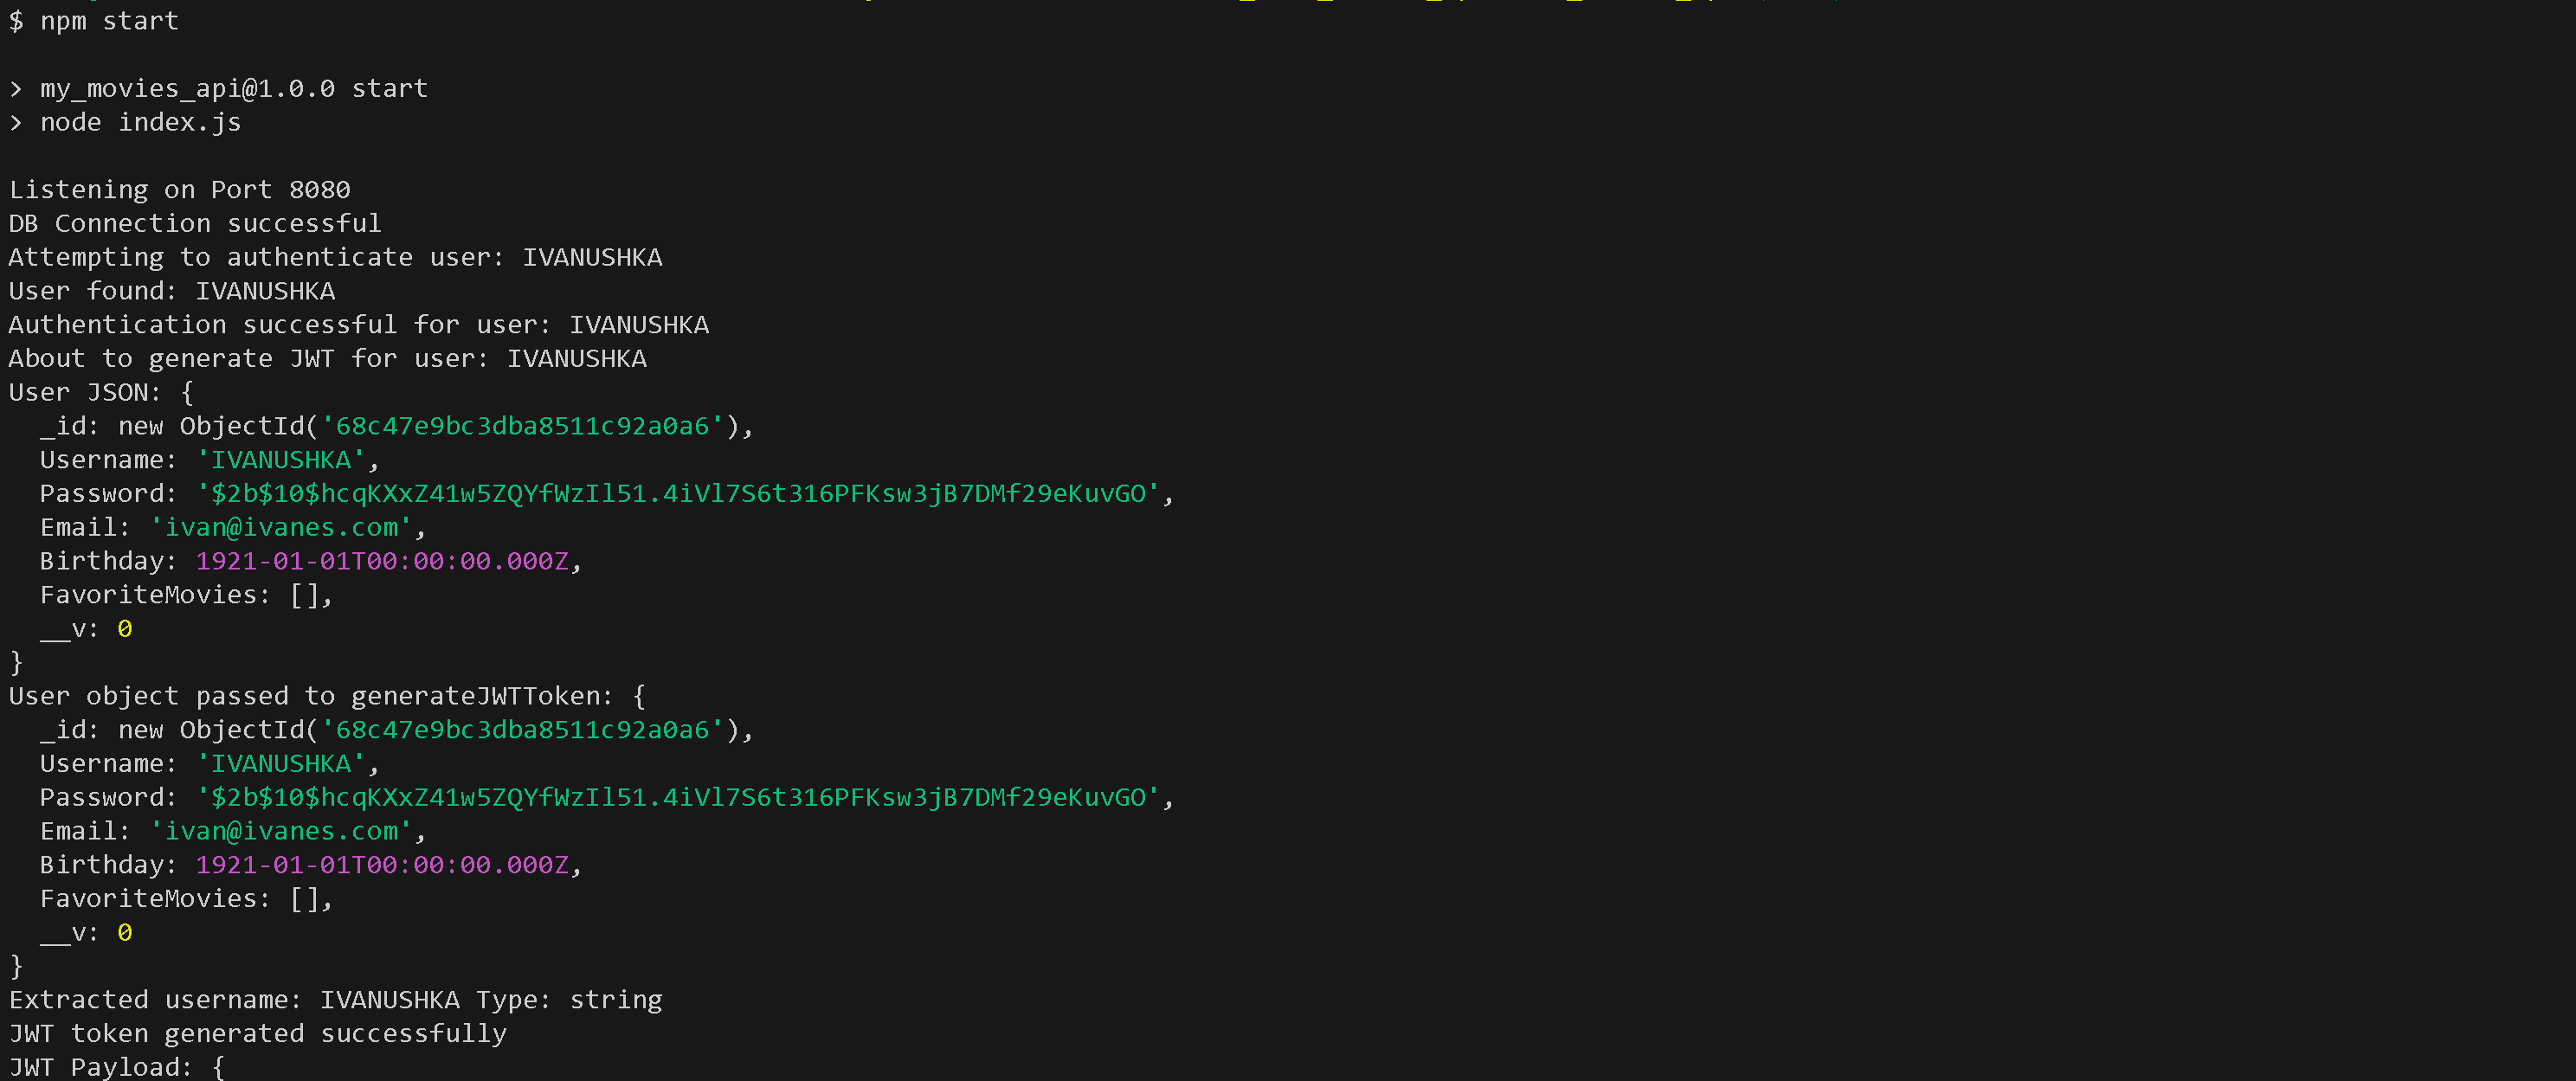 $ npm start
> my_movies_api@1.0.0 start
> node index.js
Listening on Port 8080
DB Connection successful
Attempting to authenticate user: IVANUSHKA
User found: IVANUSHKA
Authentication successful for user: IVANUSHKA
About to generate JWT for user: IVANUSHKA
User JSON: {
  _id: new ObjectId('68c47e9bc3dba8511c92a0a6'),
  Username: 'IVANUSHKA',
  Password: '$2b$10$hcqKXxZ41w5ZQYfWzIl51.4iVl7S6t316PFKsw3jB7DMf29eKuvGO',
  Email: 'ivan@ivanes.com',
  Birthday: 1921-01-01T00:00:00.000Z,
  FavoriteMovies: [],
  __v: 0
}
User object passed to generateJWTToken: {
  _id: new ObjectId('68c47e9bc3dba8511c92a0a6'),
  Username: 'IVANUSHKA',
  Password: '$2b$10$hcqKXxZ41w5ZQYfWzIl51.4iVl7S6t316PFKsw3jB7DMf29eKuvGO',
  Email: 'ivan@ivanes.com',
  Birthday: 1921-01-01T00:00:00.000Z,
  FavoriteMovies: [],
  __v: 0
}
Extracted username: IVANUSHKA Type: string
JWT token generated successfully
JWT Payload: {